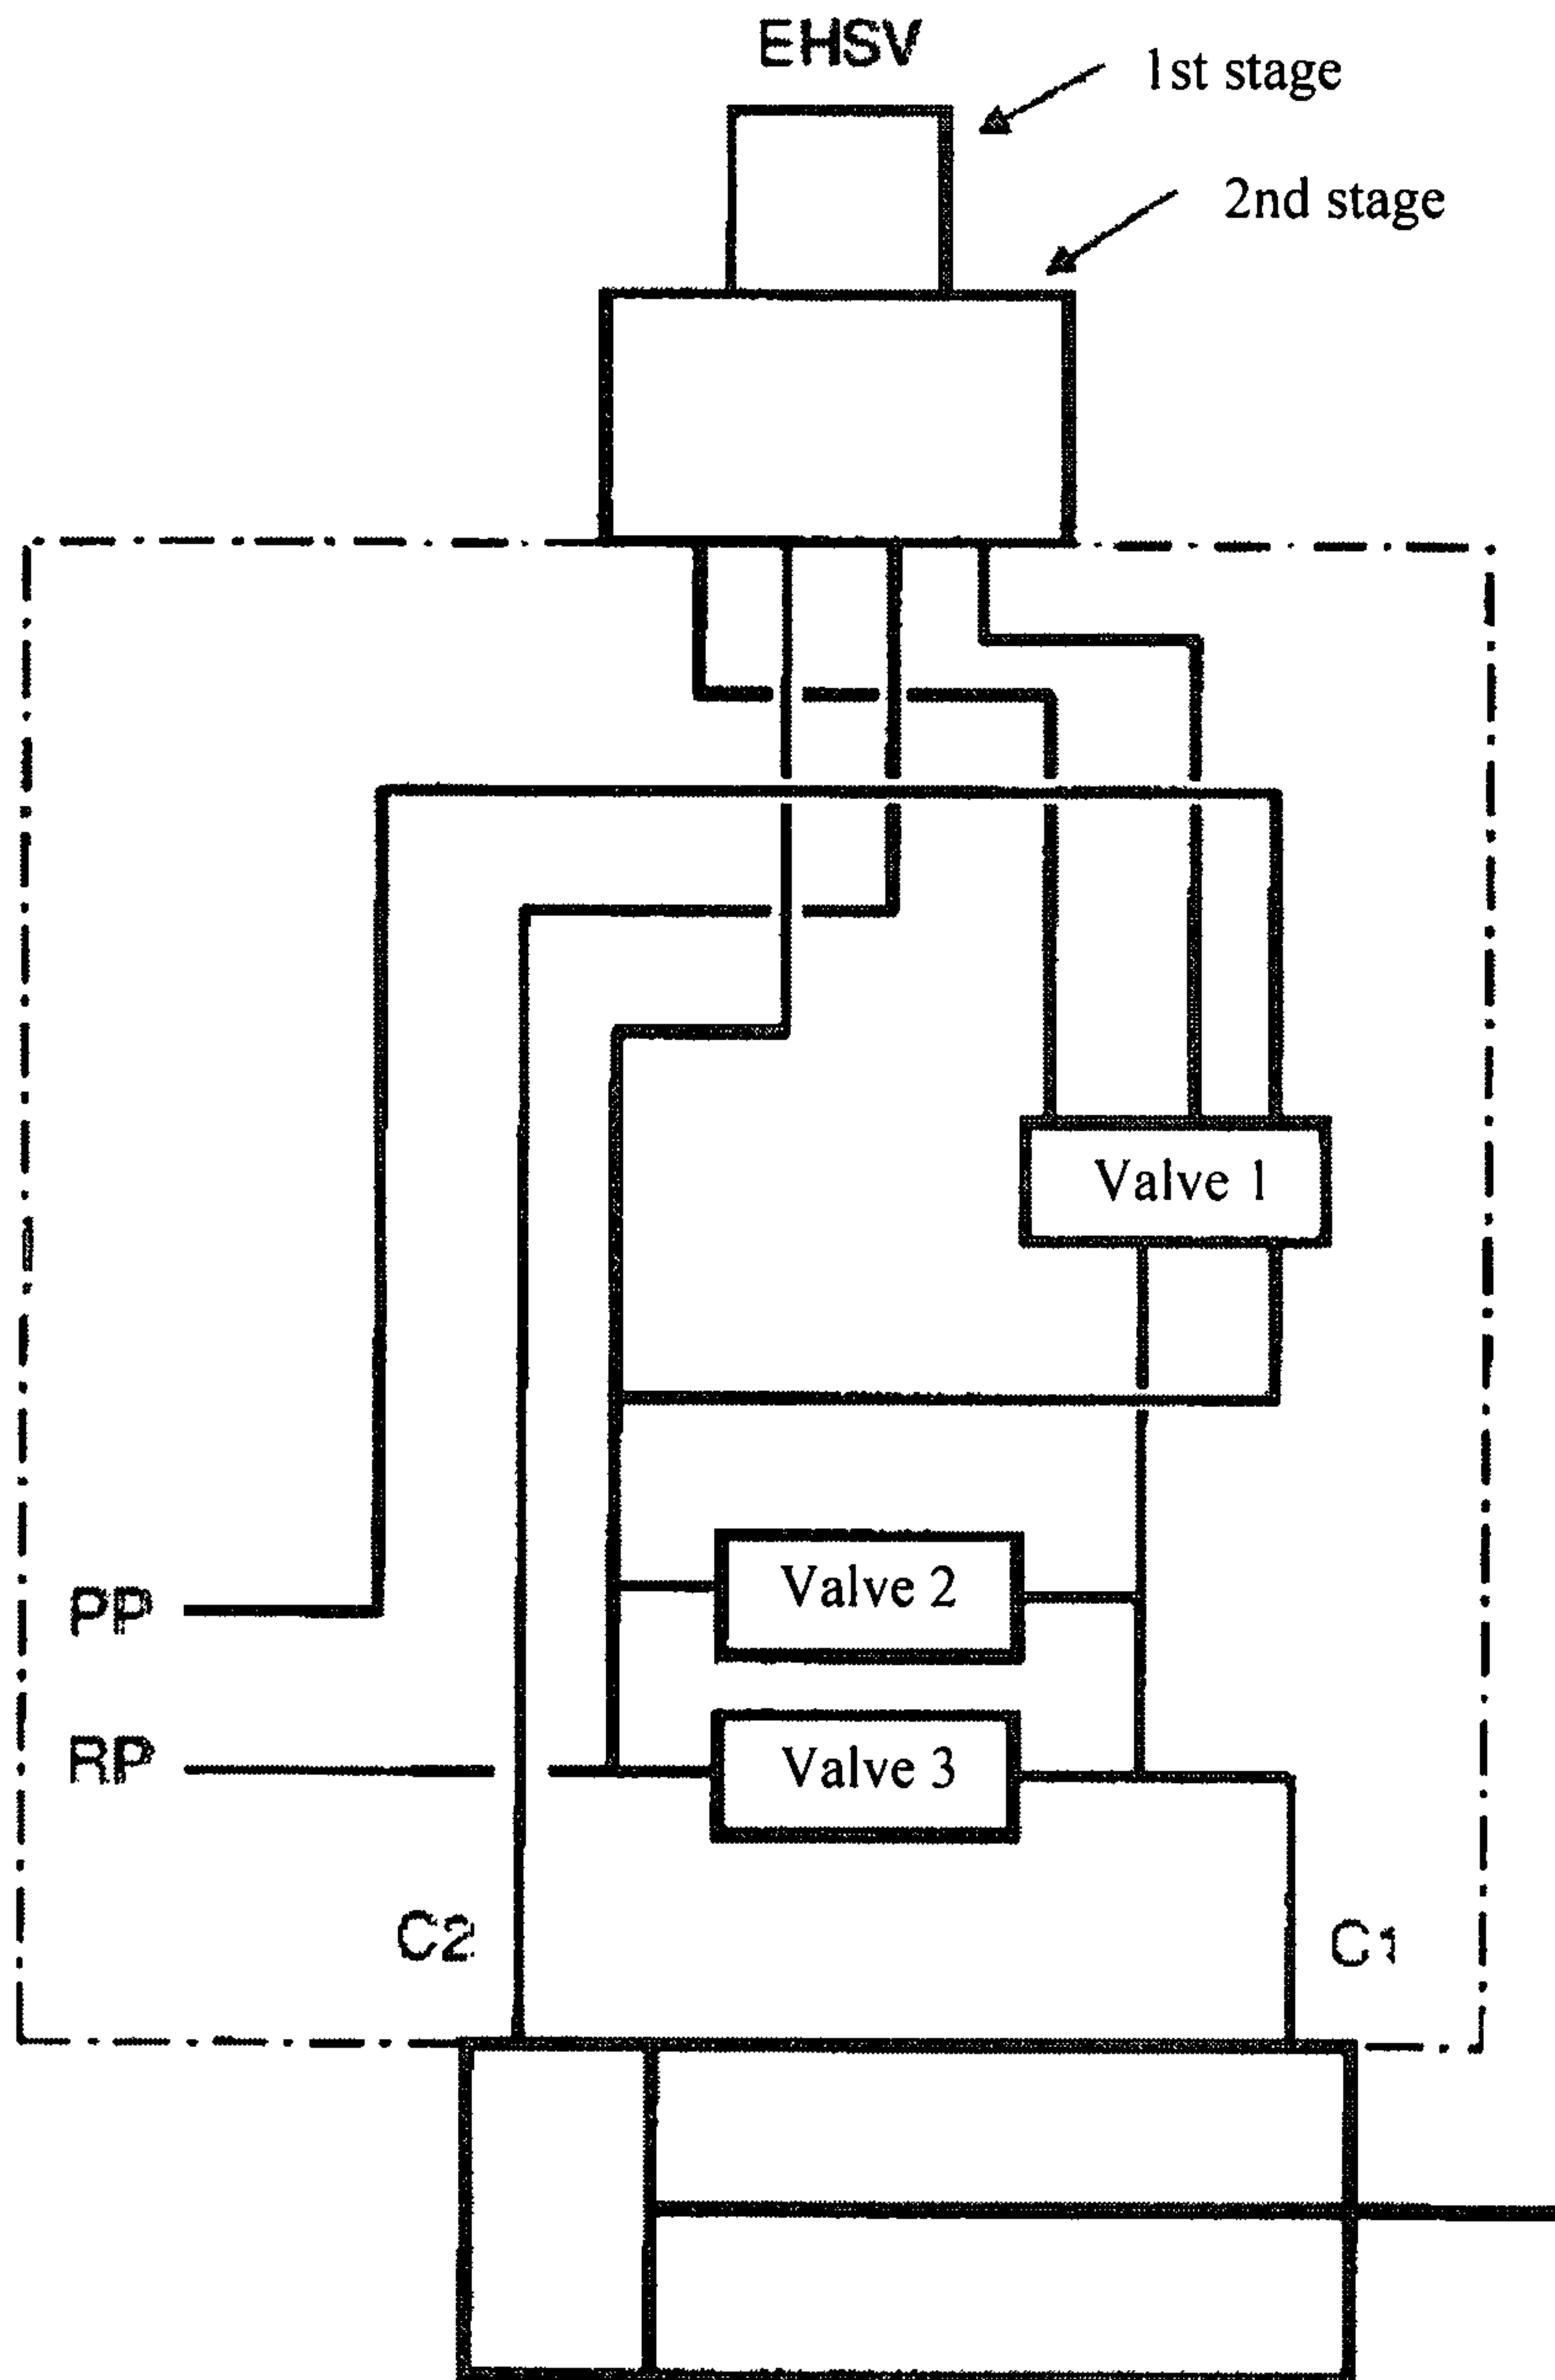 EHSV
1st stage
2nd stage
Valve 1
Valve 2
PP
Valve 3
RP
C2
C1